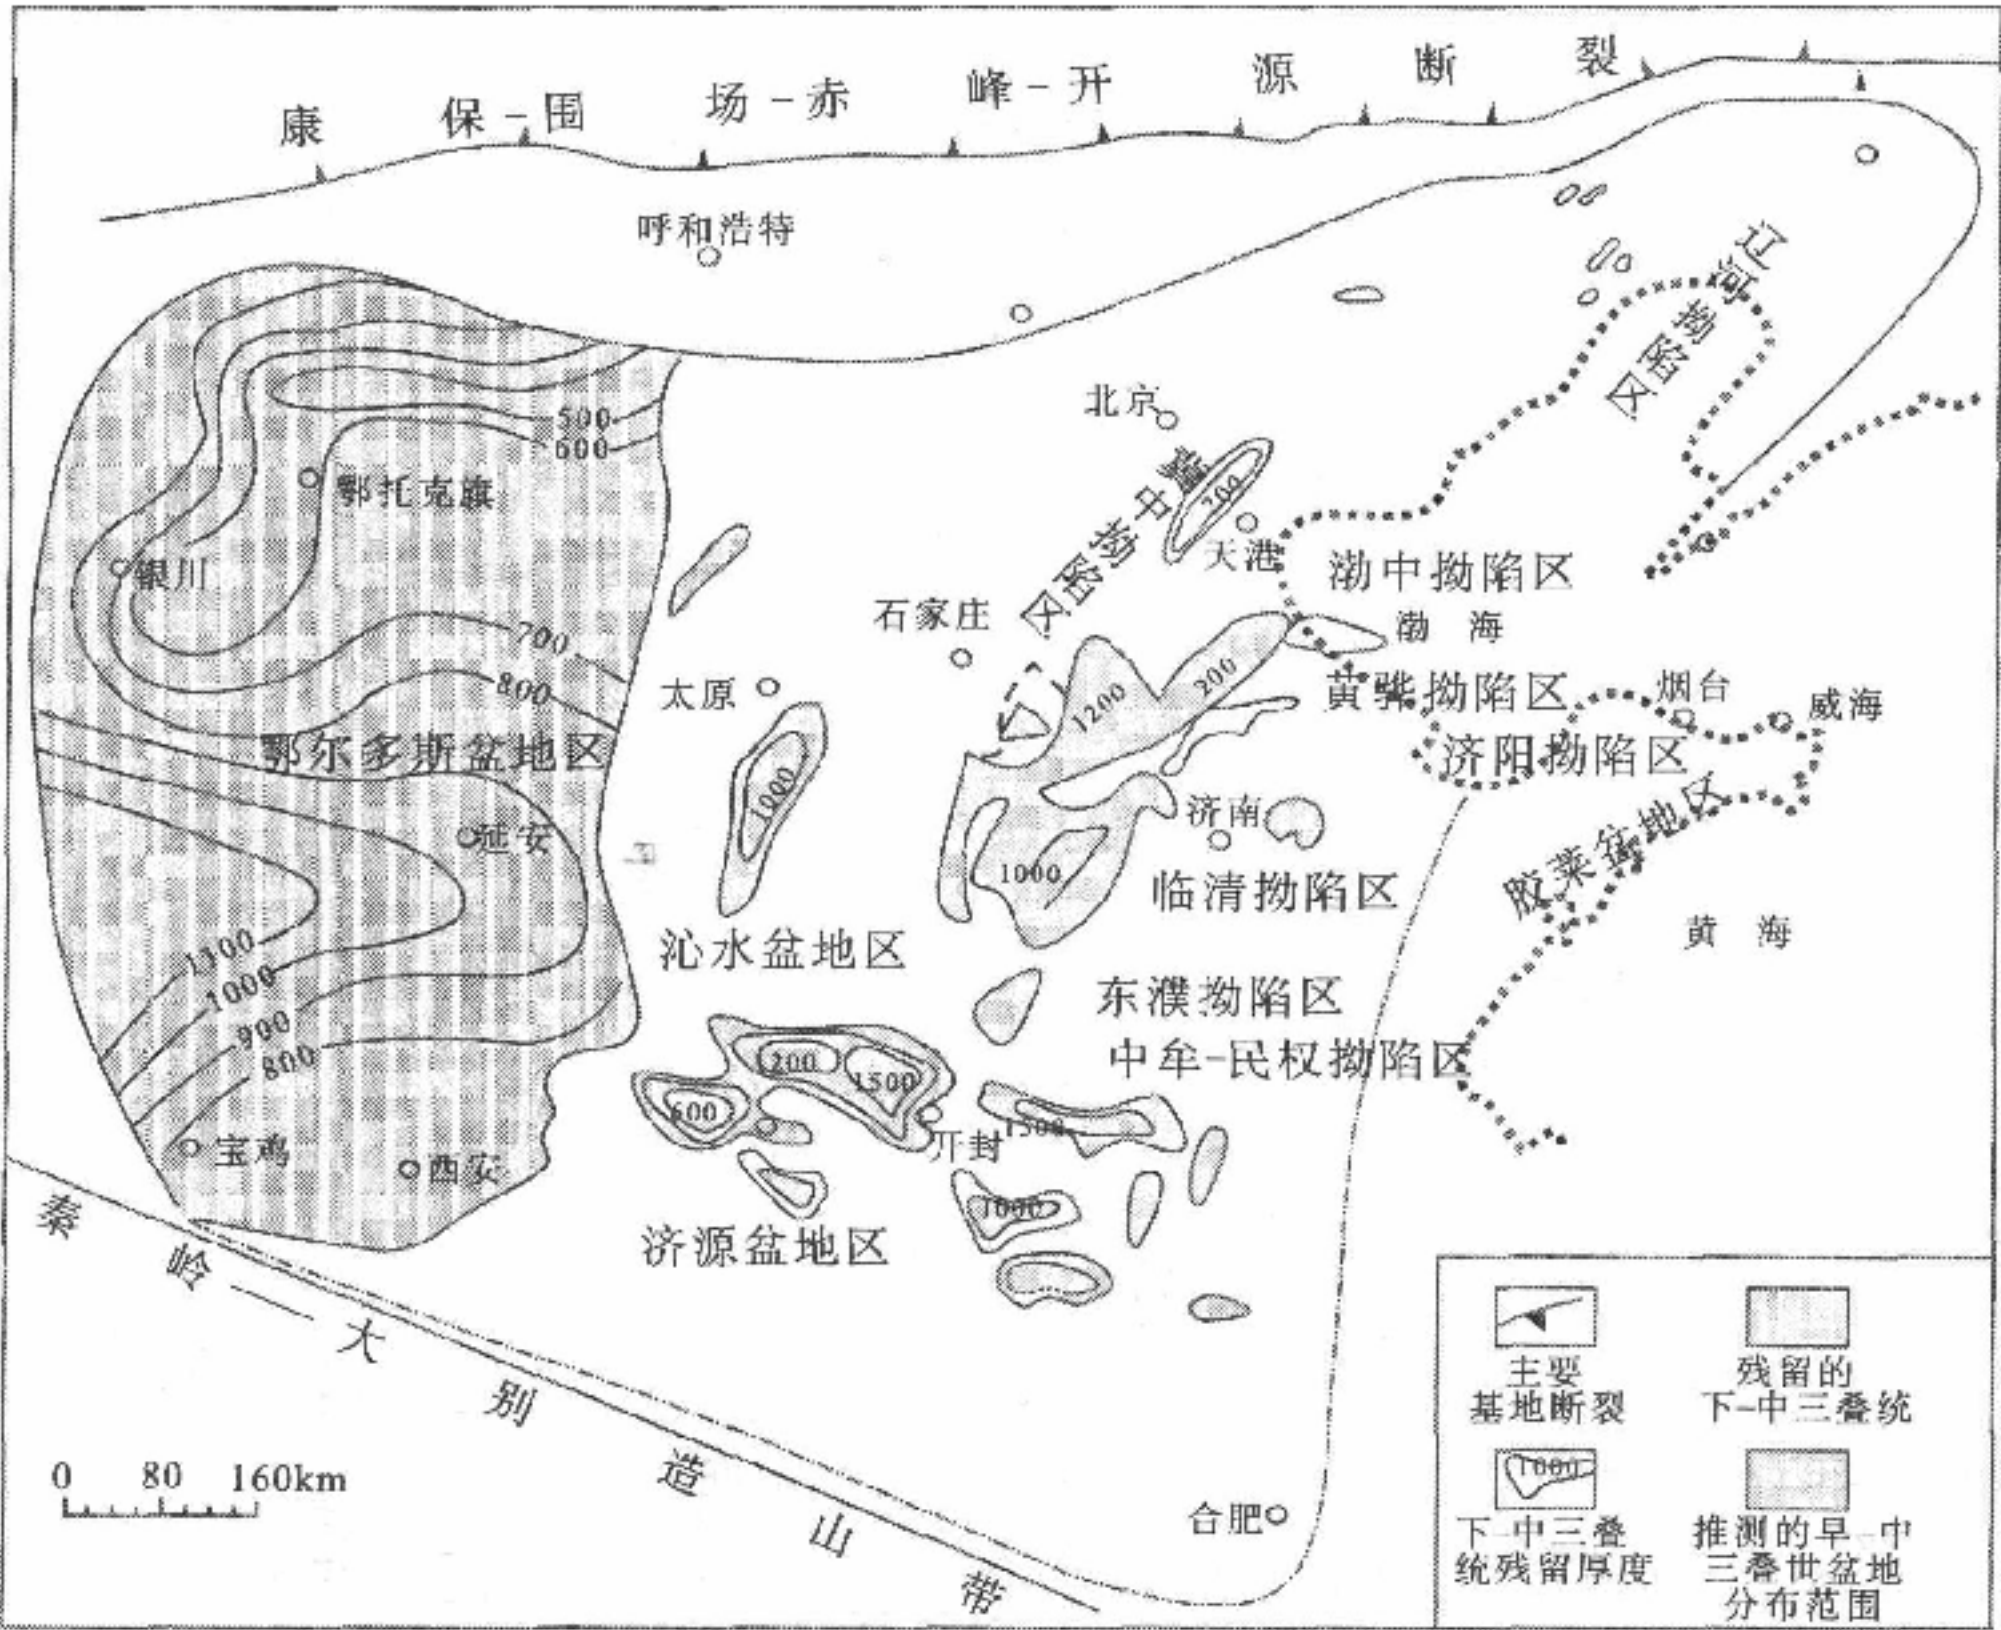 康保-围场-赤峰-开源断裂
呼和浩特
辽河
坳陷区
北京
500
600
鄂托克旗
冀中坳陷区
200
天港
银川
渤中坳陷区
石家庄
渤海
700
太原
800
1200
200
黄骅坳陷区
烟台
威海
鄂尔多斯盆地区
济阳坳陷区
1000
济南
胶莱盆地区
延安
1000
临清坳陷区
黄海
1100
沁水盆地区
1000
东濮坳陷区
900
800
200
1500
中牟-民权坳陷区
600
开封
1500
宝鸡
西安
1000
济源盆地区
秦岭—大别造山带
合肥
0 80 160km
主要
基地断裂
残留的
下-中三叠统
1000
下-中三叠
统残留厚度
推测的早-中
三叠世盆地
分布范围